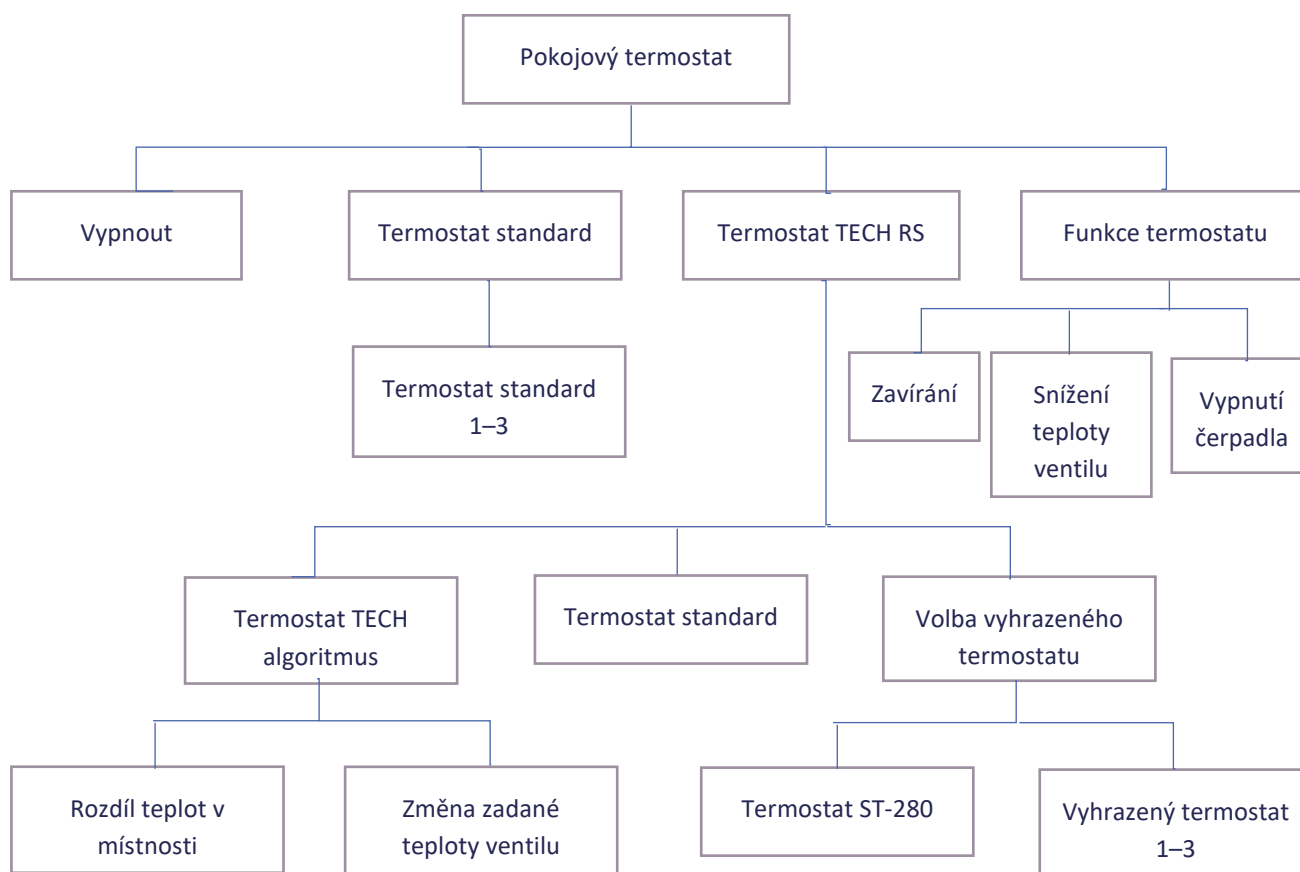 Pokojový termostat
Vypnout
Termostat standard
Termostat TECH RS
Funkce termostatu
Termostat standard
1–3
Zavírání
Snížení
teploty
ventilu
Vypnutí
čerpadla
Termostat TECH
algoritmus
Termostat standard
Volba vyhrazeného
termostatu
Rozdíl teplot v
místnosti
Změna zadané
teploty ventilu
Termostat ST-280
Vyhrazený termostat
1–3